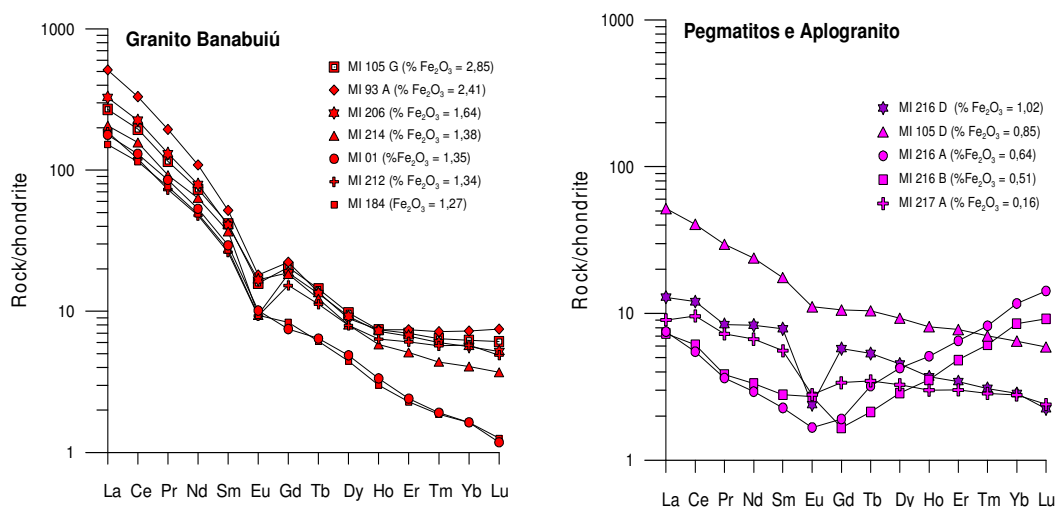 Granito Banabuiú
1000
100
10
1
Rock/chondrite
MI 105 G (% Fe₂O₃ = 2,85)
MI 93 A (% Fe₂O₃ = 2,41)
MI 206 (% Fe₂O₃ = 1,64)
MI 214 (% Fe₂O₃ = 1,38)
MI 01 (%Fe₂O₃ = 1,35)
MI 212 (% Fe₂O₃ = 1,34)
MI 184 (Fe₂O₃ = 1,27)
La Ce Pr Nd Sm Eu Gd Tb Dy Ho Er Tm Yb Lu
Pegmatitos e Aplogranito
1000
100
10
1
Rock/chondrite
MI 216 D (% Fe₂O₃ = 1,02)
MI 105 D (% Fe₂O₃ = 0,85)
MI 216 A (%Fe₂O₃ = 0,64)
MI 216 B (%Fe₂O₃ = 0,51)
MI 217 A (%Fe₂O₃ = 0,16)
La Ce Pr Nd Sm Eu Gd Tb Dy Ho Er Tm Yb Lu